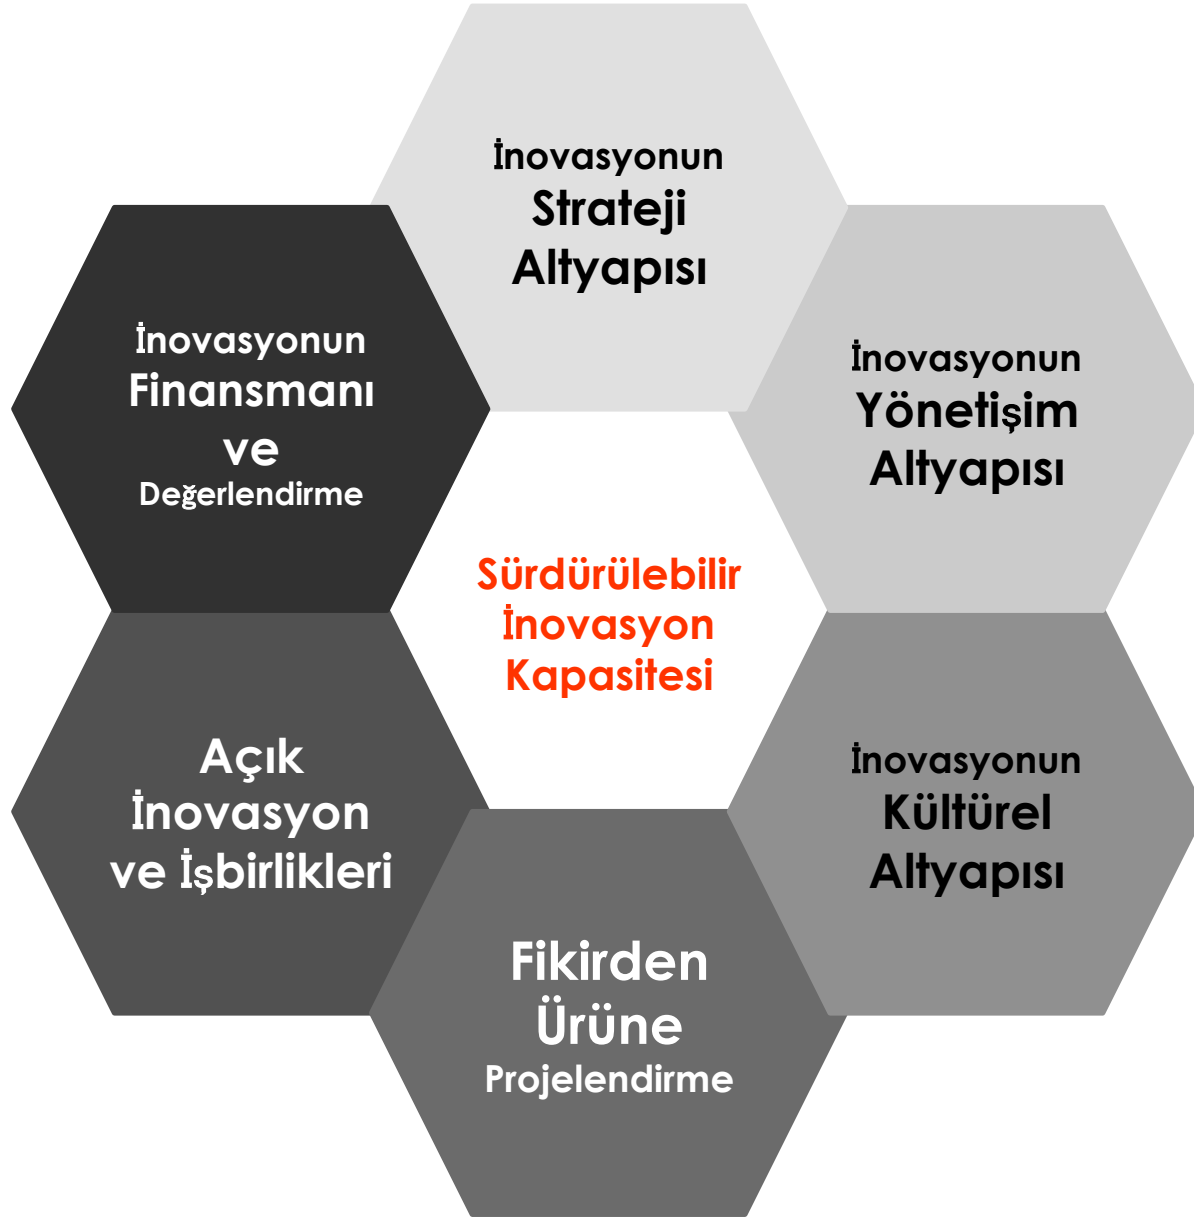 İnovasyonun
Strateji
Altyapısı
İnovasyonun
Yönetişim
Altyapısı
İnovasyonun
Kültürel
Altyapısı
Fikirden
Ürüne
Projelendirme
Açık
İnovasyon
ve İşbirlikleri
İnovasyonun
Finansmanı
ve
Değerlendirme
Sürdürülebilir
İnovasyon
Kapasitesi